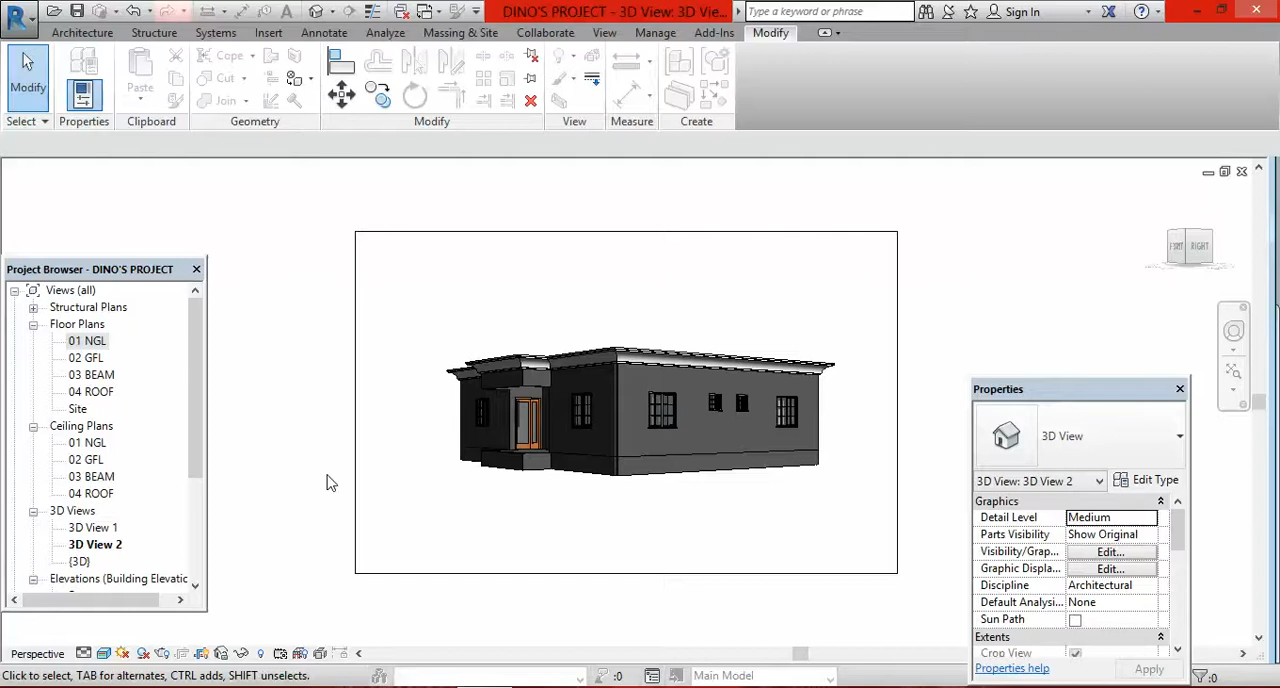 DINO'S PROJECT - 3D View: 3D Vie...
Type a keyword or phrase
Sign In
Architecture Structure Systems Insert Annotate Analyze Massing & Site Collaborate View Manage Add-Ins Modify
Modify
Paste
Cope
Cut
Join
Select Properties Clipboard Geometry Modify View Measure Create
FRONT RIGHT
Project Browser - DINO'S PROJECT
Views (all)
Structural Plans
Floor Plans
01 NGL
02 GFL
03 BEAM
04 ROOF
Site
Ceiling Plans
01 NGL
02 GFL
03 BEAM
04 ROOF
3D Views
3D View 1
3D View 2
{3D}
Elevations (Building Elevatic
Properties
3D View
3D View: 3D View 2 Edit Type
Graphics
Detail Level Medium
Parts Visibility Show Original
Visibility/Grap... Edit...
Graphic Displa... Edit...
Discipline Architectural
Default Analysi... None
Sun Path
Extents
Crop View
Properties help Apply
Perspective
Click to select, TAB for alternates, CTRL adds, SHIFT unselects. :0 Main Model :0